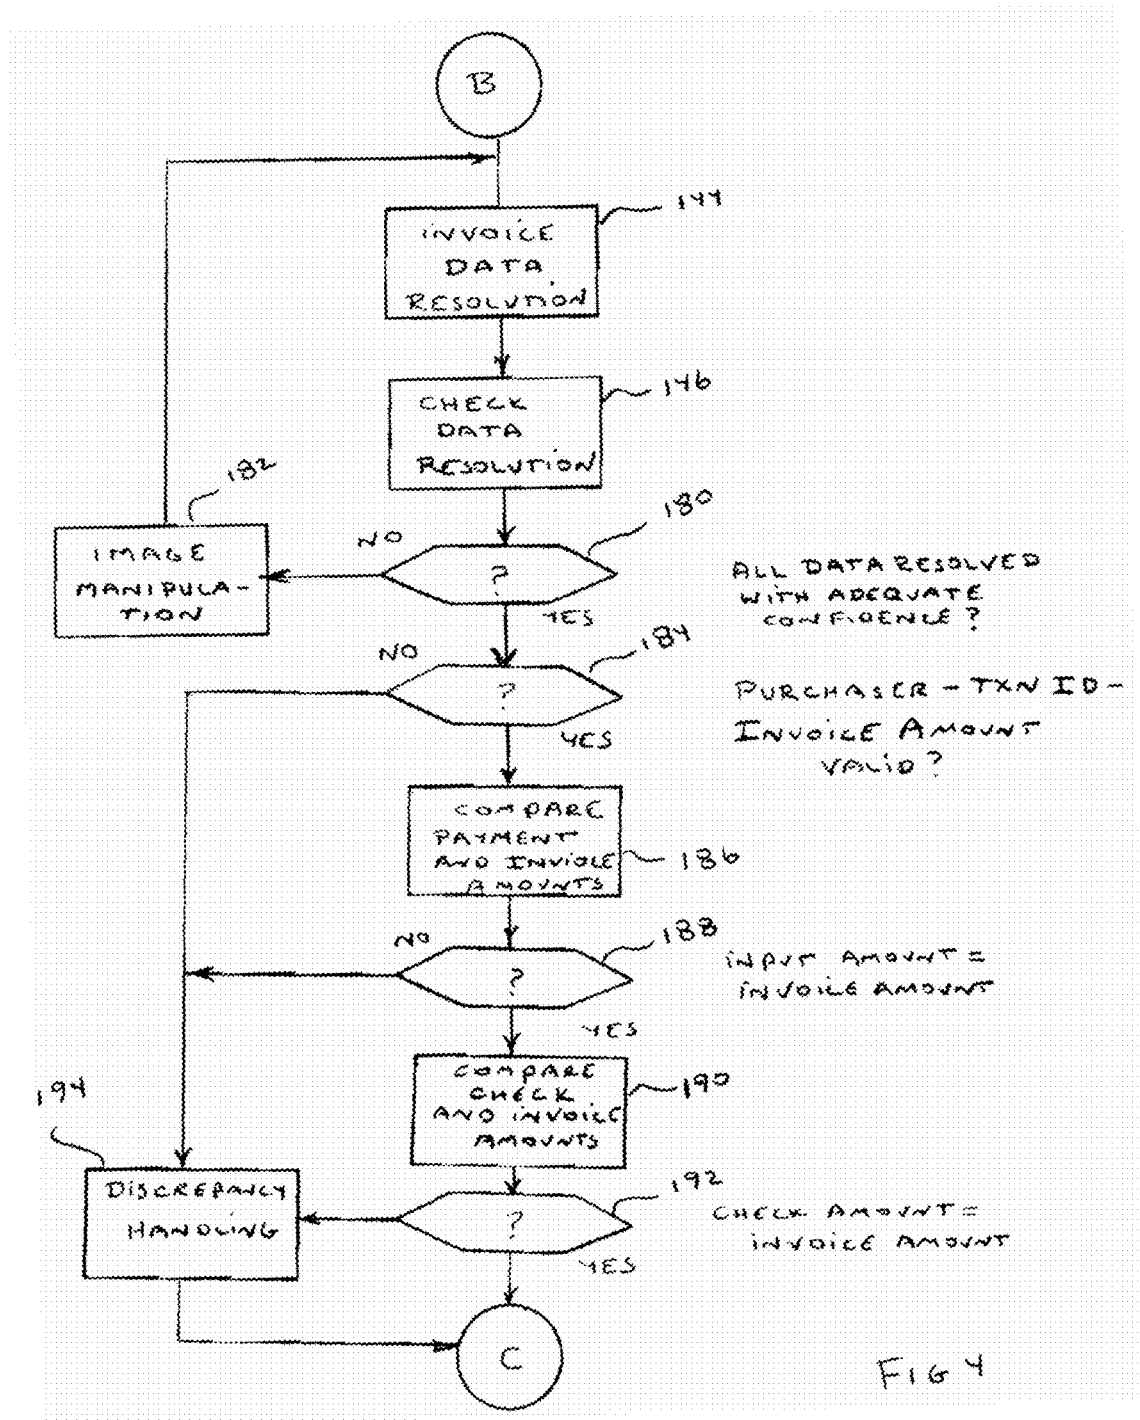 B
144
INVOICE
DATA
RESOLUTION
146
CHECK
DATA
RESOLUTION
182
IMAGE
MANIPULA-
TION
NO
180
?
YES
ALL DATA RESOLVED
WITH ADEQUATE
CONFIDENCE?
NO
184
?
YES
PURCHASER - TXN ID -
INVOICE AMOUNT
VALID?
COMPARE
PAYMENT
AND INVIOCE
AMOUNTS
186
NO
188
?
YES
INPUT AMOUNT =
INVOICE AMOUNT
COMPARE
CHECK
AND INVOICE
AMOUNTS
190
194
DISCREPANCY
HANDLING
192
?
YES
CHECK AMOUNT =
INVOICE AMOUNT
C
FIG 4